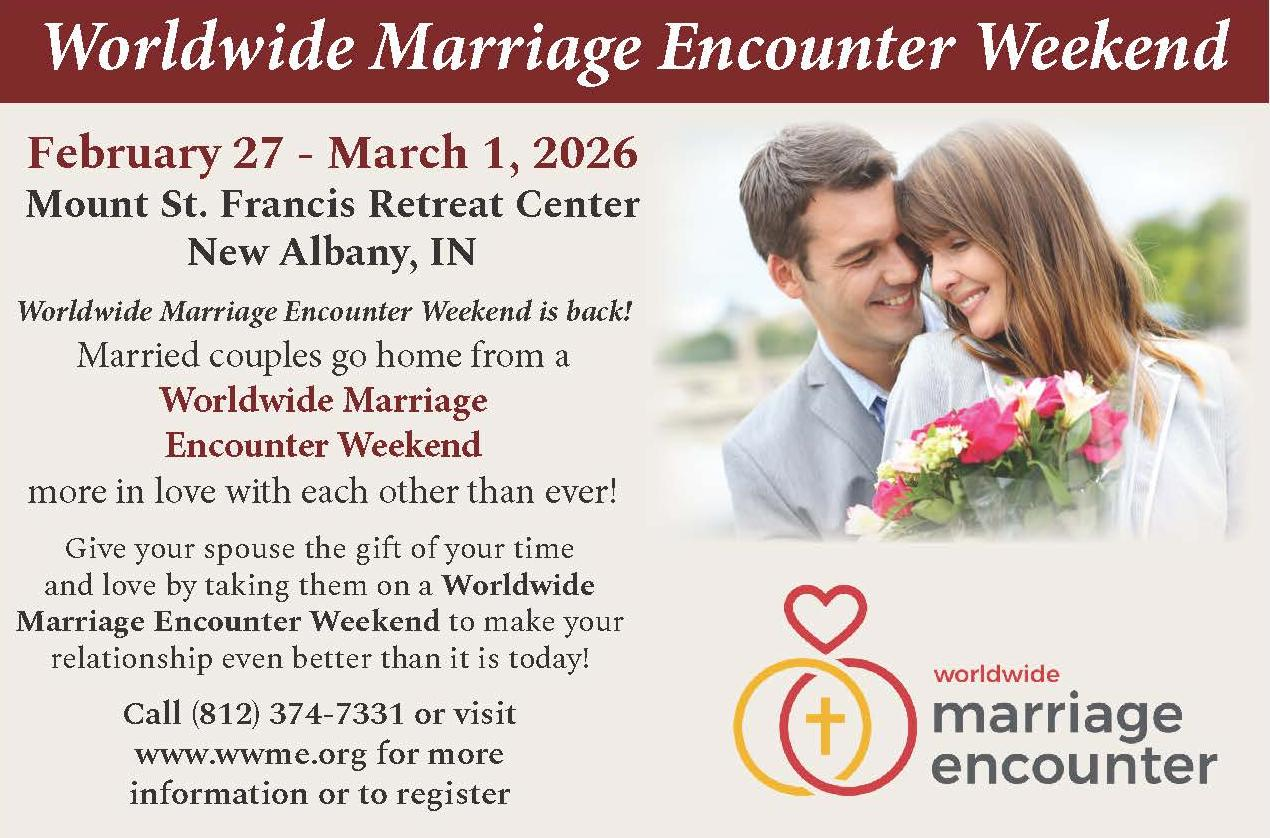 Worldwide Marriage Encounter Weekend
February 27 - March 1, 2026
Mount St. Francis Retreat Center
New Albany, IN
Worldwide Marriage Encounter Weekend is back!
Married couples go home from a
Worldwide Marriage
Encounter Weekend
more in love with each other than ever!
Give your spouse the gift of your time
and love by taking them on a Worldwide
Marriage Encounter Weekend to make your
relationship even better than it is today!
Call (812) 374-7331 or visit
www.wwme.org for more
information or to register
worldwide
marriage
encounter